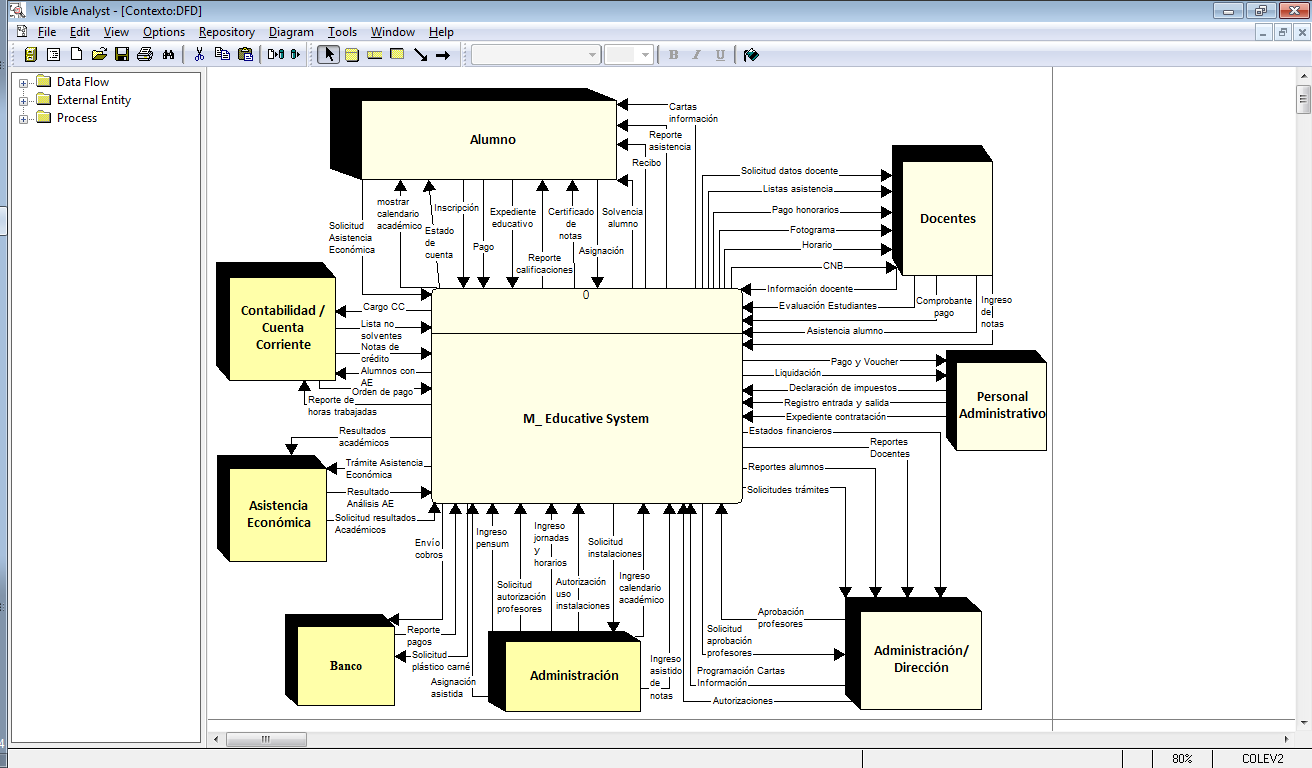 Visible Analyst - [Contexto:DFD]
File Edit View Options Repository Diagram Tools Window Help
B I U
Data Flow
External Entity
Process
Alumno
Cartas
información
Reporte
asistencia
Recibo
Solicitud
Asistencia
Económica
mostrar
calendario
académico
Estado
de
cuenta
Inscripción
Pago
Expediente
educativo
Reporte
calificaciones
Certificado
de
notas
Asignación
Solvencia
alumno
Solicitud datos docente
Listas asistencia
Pago honorarios
Fotograma
Horario
CNB
Información docente
Evaluación Estudiantes
Comprobante
pago
Asistencia alumno
Ingreso
de
notas
Docentes
Contabilidad /
Cuenta
Corriente
Cargo CC
Lista no
solventes
Notas de
crédito
Alumnos con
AE
Orden de pago
Reporte de
horas trabajadas
0
M_ Educative System
Pago y Voucher
Liquidación
Declaración de impuestos
Registro entrada y salida
Expediente contratación
Personal
Administrativo
Estados financieros
Reportes
Docentes
Reportes alumnos
Solicitudes trámites
Resultados
académicos
Trámite Asistencia
Económica
Resultado
Análisis AE
Solicitud resultados
Académicos
Asistencia
Económica
Envío
cobros
Reporte
pagos
Solicitud
plástico carné
Asignación
asistida
Banco
Ingreso
pensum
Solicitud
autorización
profesores
Ingreso
jornadas
y
horarios
Autorización
uso
instalaciones
Solicitud
instalaciones
Ingreso
calendario
académico
Ingreso
asistido
de
notas
Administración
Solicitud
aprobación
profesores
Aprobación
profesores
Programación Cartas
Información
Autorizaciones
Administración/
Dirección
80% COLEV2